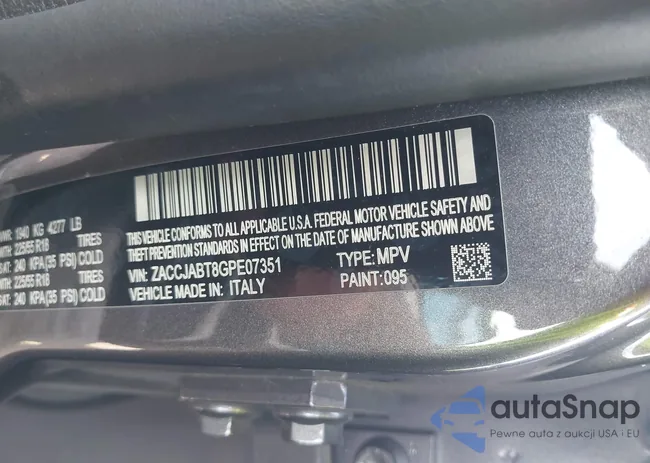 1940 KG 4277 LB
TIRES
225/55 R18
240 KPA(35 PSI) COLD
TIRES
225/55 R18
240 KPA(35 PSI) COLD
THIS VEHICLE CONFORMS TO ALL APPLICABLE U.S.A. FEDERAL MOTOR VEHICLE SAFETY AND
THEFT PREVENTION STANDARDS IN EFFECT ON THE DATE OF MANUFACTURE SHOWN ABOVE
VIN: ZACCJABT8GPE07351 TYPE: MPV
VEHICLE MADE IN: ITALY PAINT: 095
autaSnap
Pewne auta z aukcji USA i EU